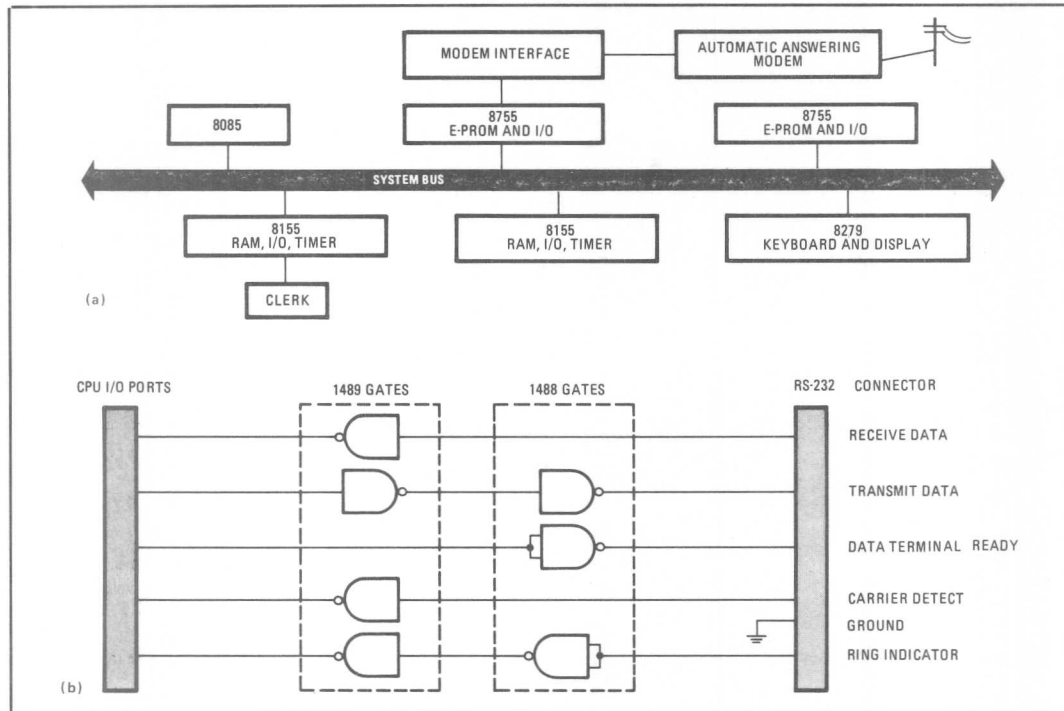 MODEM INTERFACE
AUTOMATIC ANSWERING
MODEM
8085
8755
E-PROM AND I/O
8755
E-PROM AND I/O
SYSTEM BUS
8155
RAM, I/O, TIMER
8155
RAM, I/O, TIMER
8279
KEYBOARD AND DISPLAY
CLERK
(a)
CPU I/O PORTS
1489 GATES
1488 GATES
RS-232 CONNECTOR
RECEIVE DATA
TRANSMIT DATA
DATA TERMINAL READY
CARRIER DETECT
GROUND
RING INDICATOR
(b)